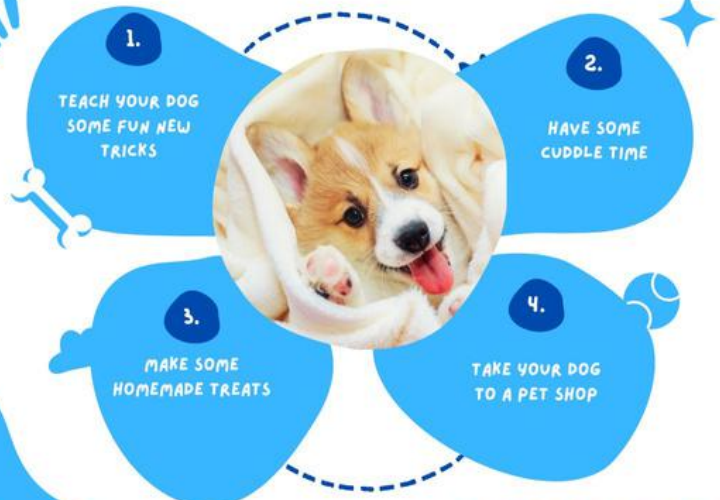 1.
TEACH YOUR DOG
SOME FUN NEW
TRICKS
2.
HAVE SOME
CUDDLE TIME
3.
MAKE SOME
HOMEMADE TREATS
4.
TAKE YOUR DOG
TO A PET SHOP